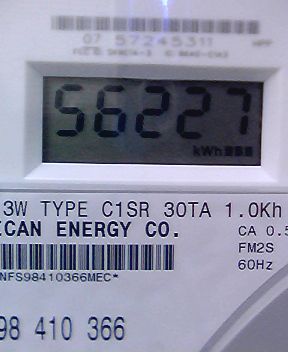 07 57245311
56227
kWh
3W TYPE C1SR 30TA 1.0Kh
ICAN ENERGY CO.
CA 0.5
FM2S
60Hz
NFS98410366MEC*
98 410 366